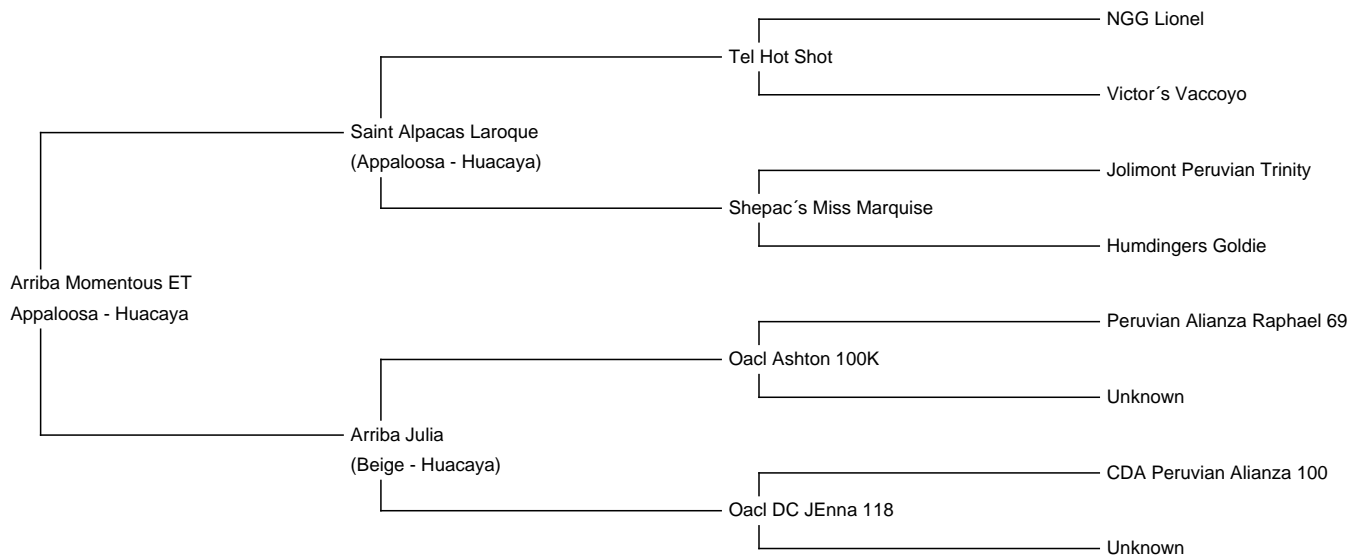 NGG Lionel
Tel Hot Shot
Victor´s Vaccoyo
Saint Alpacas Laroque
(Appaloosa - Huacaya)
Jolimont Peruvian Trinity
Shepac´s Miss Marquise
Humdingers Goldie
Arriba Momentous ET
Appaloosa - Huacaya
Peruvian Alianza Raphael 69
Oacl Ashton 100K
Unknown
Arriba Julia
(Beige - Huacaya)
CDA Peruvian Alianza 100
Oacl DC JEnna 118
Unknown